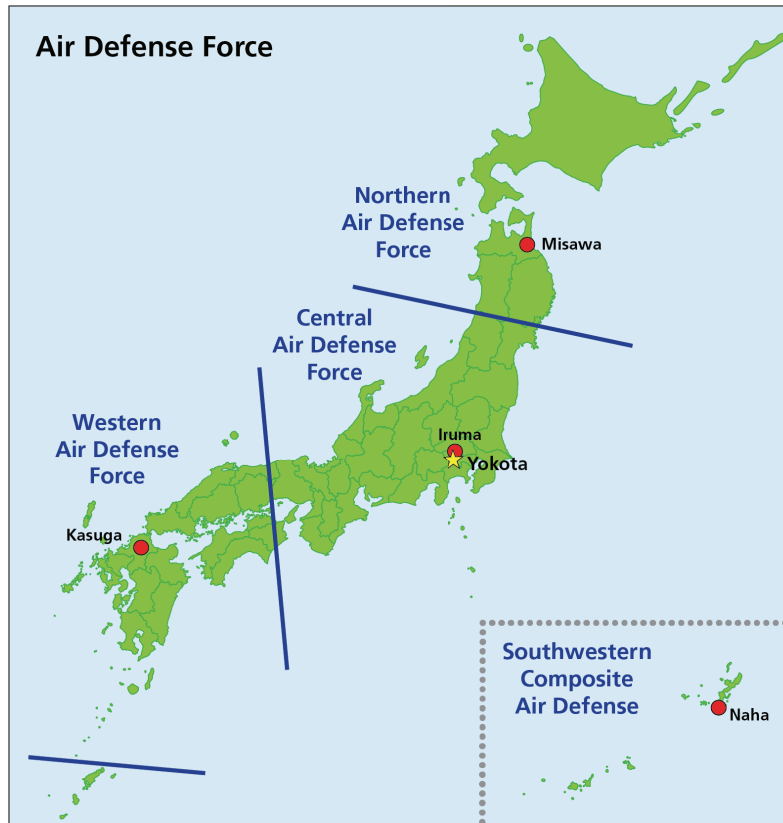 Air Defense Force
Northern
Air Defense
Force
Misawa
Central
Air Defense
Force
Western
Air Defense
Force
Iruma
Yokota
Kasuga
Southwestern
Composite
Air Defense
Naha